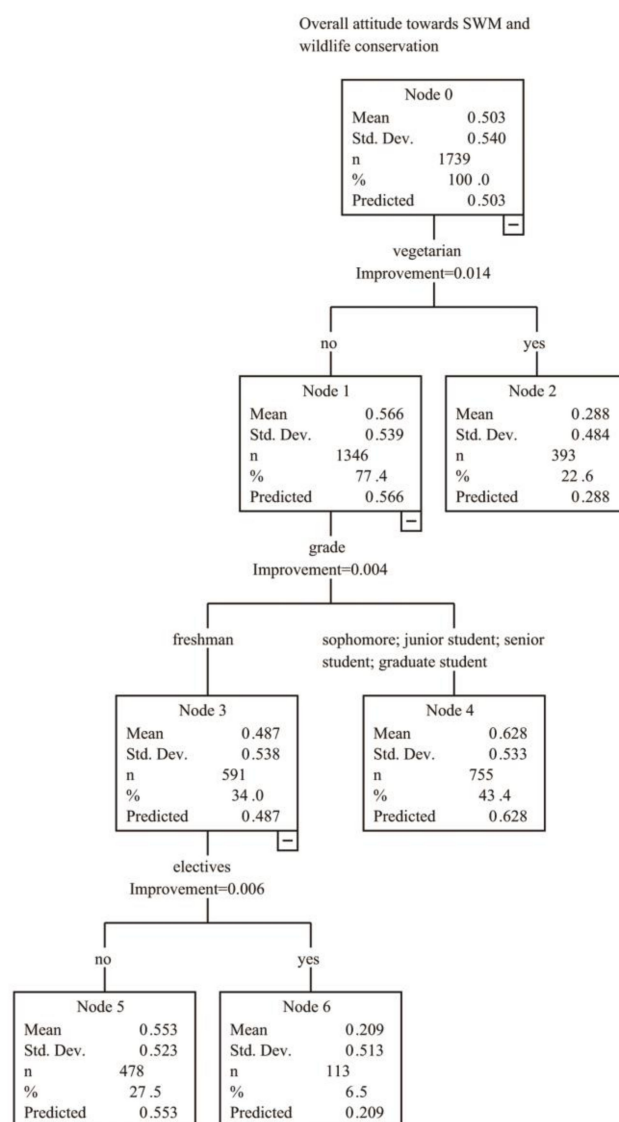 Overall attitude towards SWM and
wildlife conservation
Node 0
Mean 0.503
Std. Dev. 0.540
n 1739
% 100 .0
Predicted 0.503
vegetarian
Improvement=0.014
no
yes
Node 1
Mean 0.566
Std. Dev. 0.539
n 1346
% 77 .4
Predicted 0.566
Node 2
Mean 0.288
Std. Dev. 0.484
n 393
% 22 .6
Predicted 0.288
grade
Improvement=0.004
freshman
sophomore; junior student; senior
student; graduate student
Node 3
Mean 0.487
Std. Dev. 0.538
n 591
% 34 .0
Predicted 0.487
Node 4
Mean 0.628
Std. Dev. 0.533
n 755
% 43 .4
Predicted 0.628
electives
Improvement=0.006
no
yes
Node 5
Mean 0.553
Std. Dev. 0.523
n 478
% 27 .5
Predicted 0.553
Node 6
Mean 0.209
Std. Dev. 0.513
n 113
% 6.5
Predicted 0.209